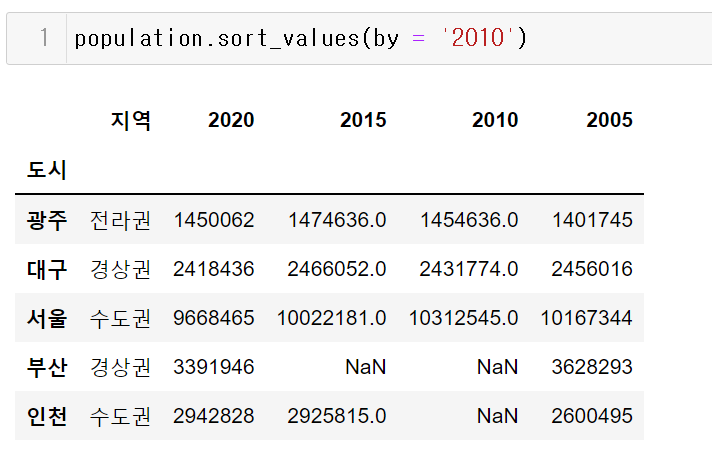 1 population.sort_values(by = '2010')
지역 2020 2015 2010 2005
도시
광주 전라권 1450062 1474636.0 1454636.0 1401745
대구 경상권 2418436 2466052.0 2431774.0 2456016
서울 수도권 9668465 10022181.0 10312545.0 10167344
부산 경상권 3391946 NaN NaN 3628293
인천 수도권 2942828 2925815.0 NaN 2600495